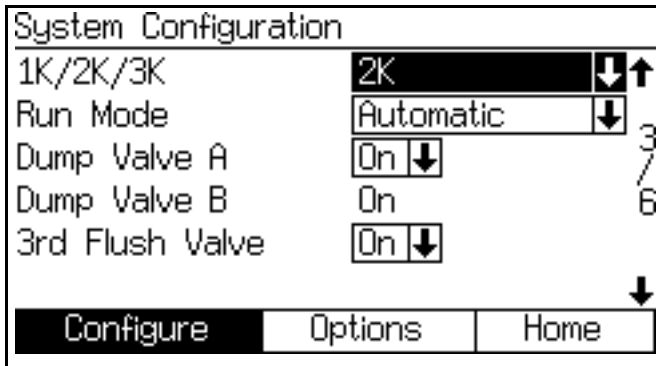 System Configuration
1K/2K/3K 2K
Run Mode Automatic
Dump Valve A On
Dump Valve B On
3rd Flush Valve On
3/6
Configure Options Home